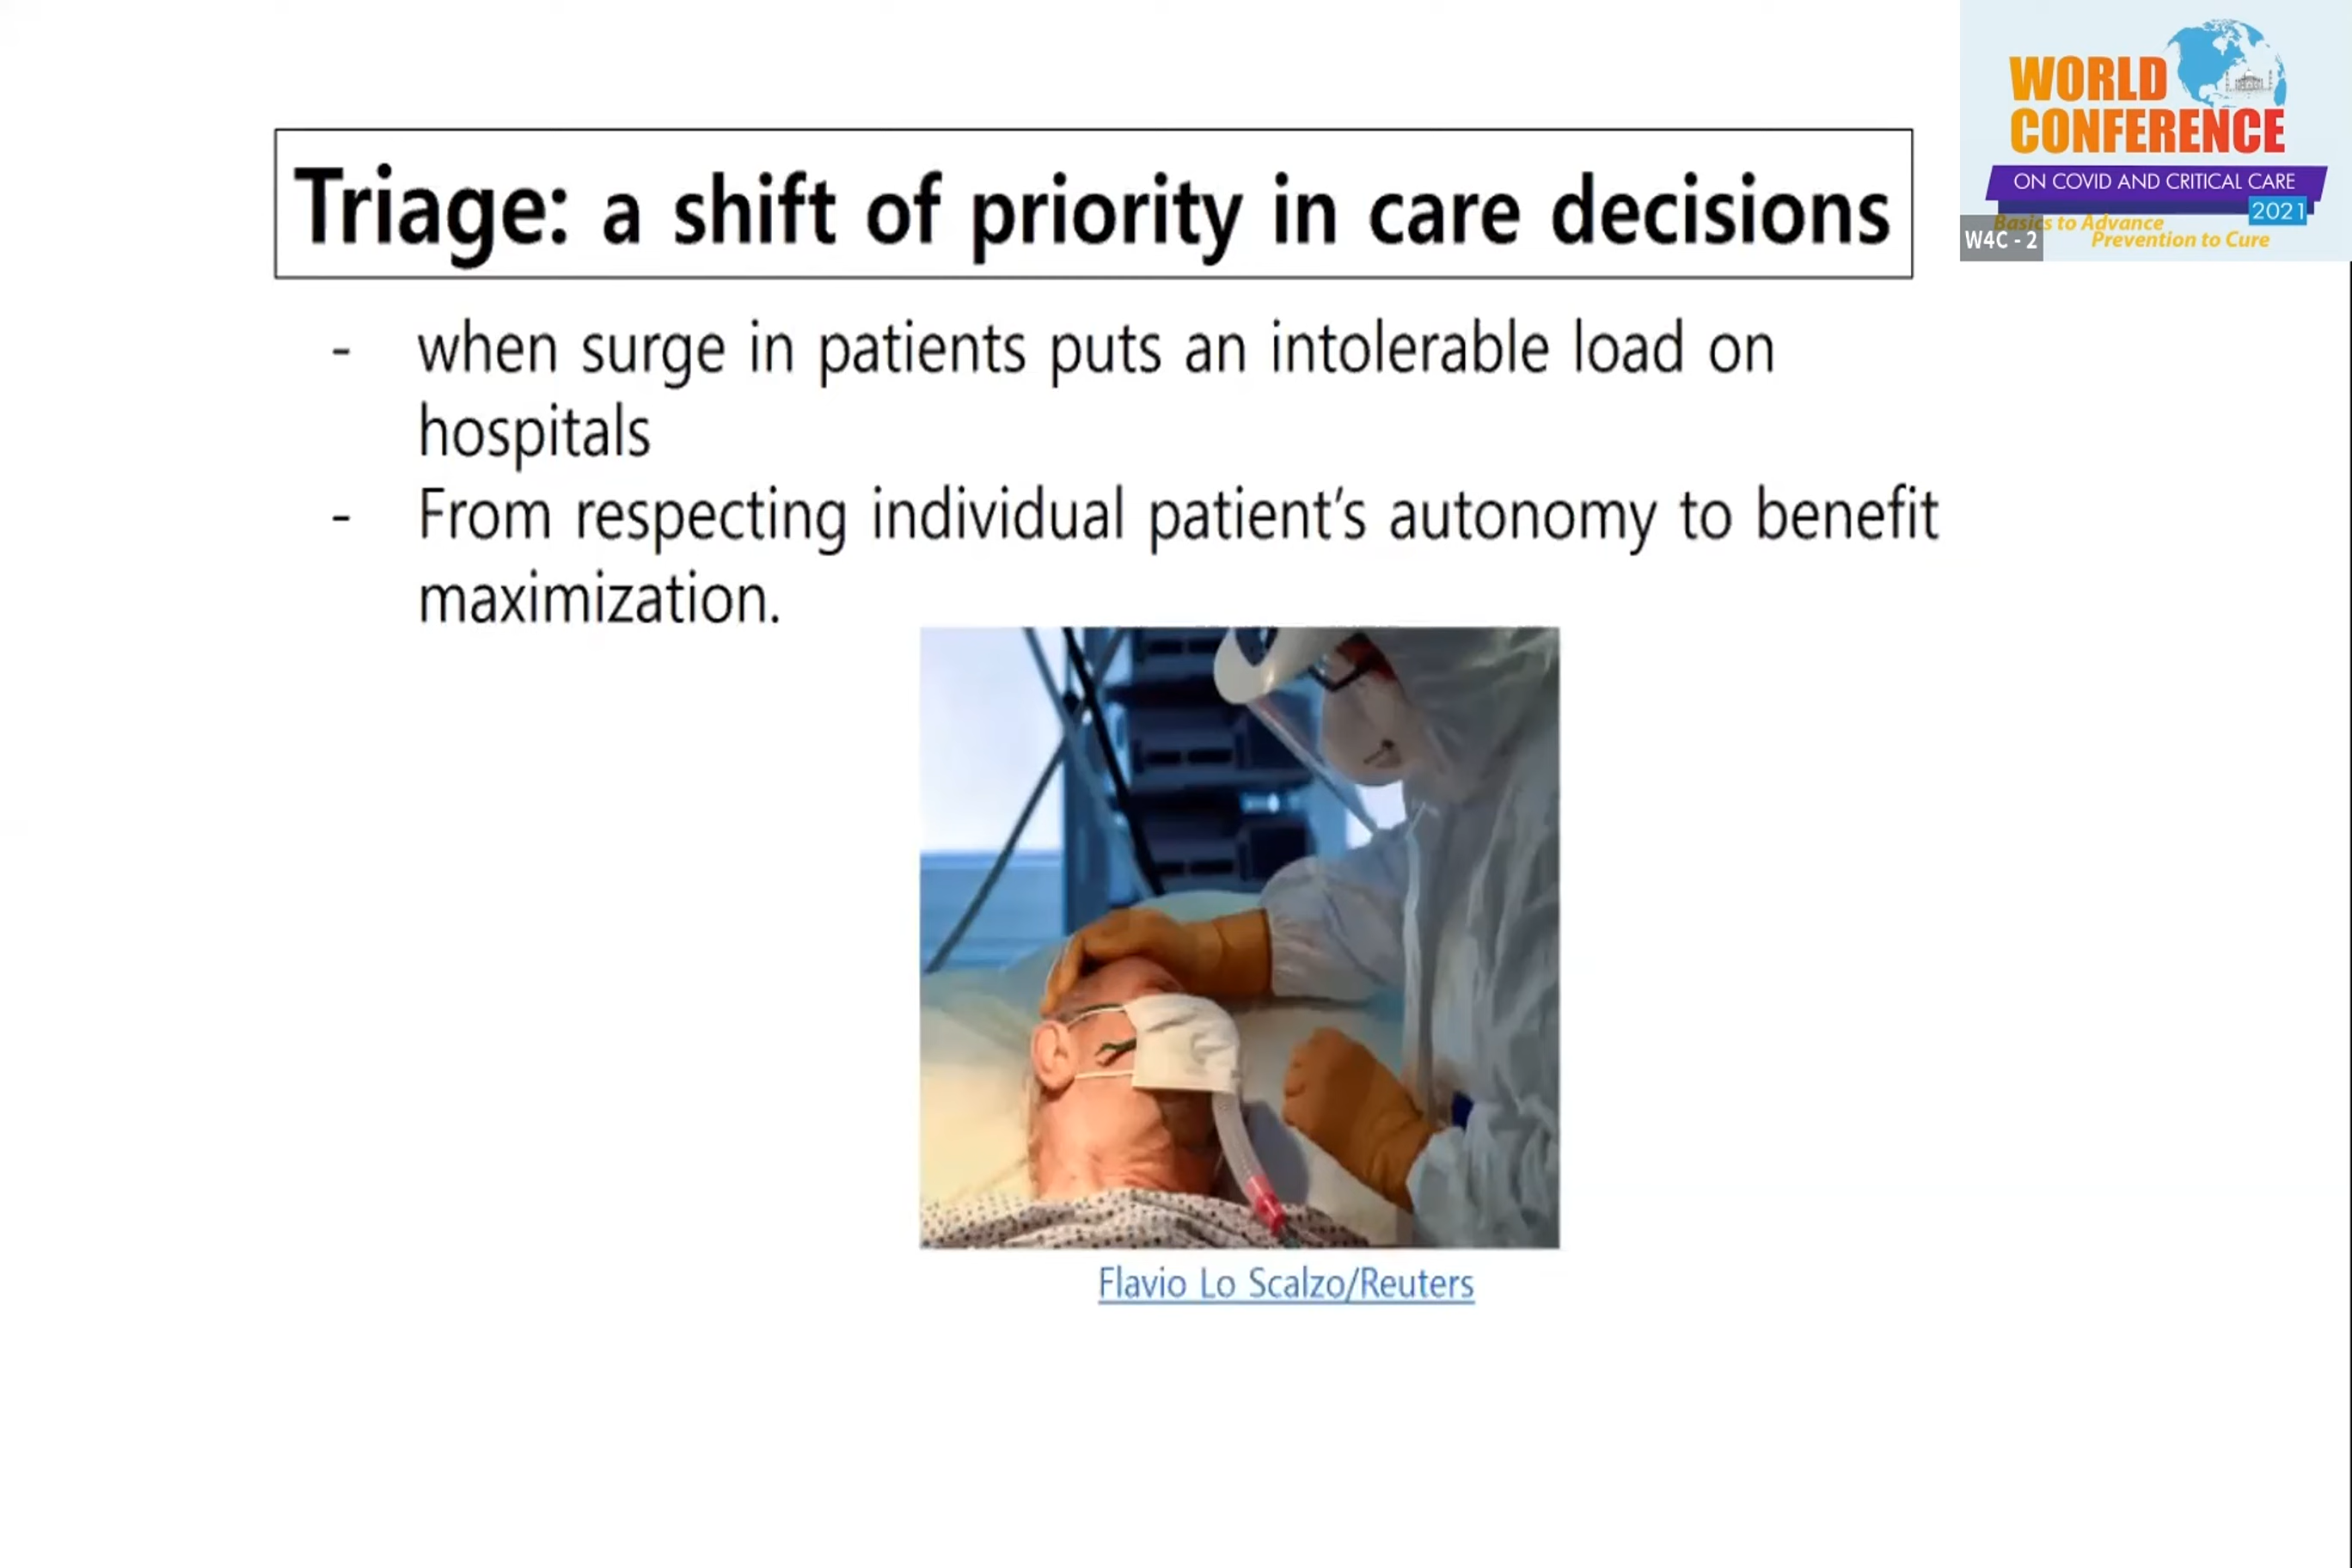 WORLD
CONFERENCE
ON COVID AND CRITICAL CARE
2021
Basics to Advance
Prevention to Cure
W4C - 2
Triage: a shift of priority in care decisions
- when surge in patients puts an intolerable load on
hospitals
- From respecting individual patient's autonomy to benefit
maximization.
Flavio Lo Scalzo/Reuters